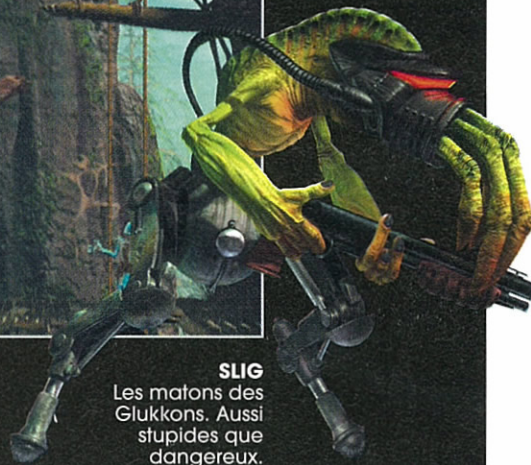 SLIG
Les matons des
Glukkons. Aussi
stupides que
dangereux.